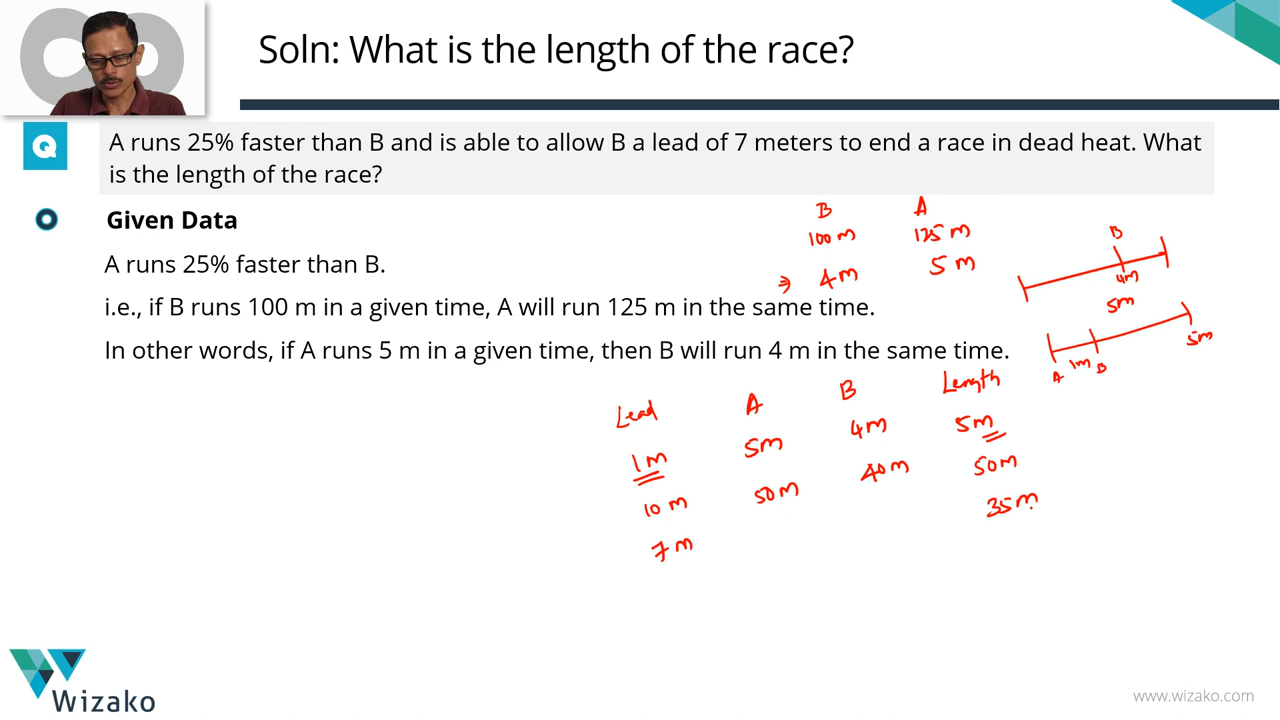 Soln: What is the length of the race?
Q
A runs 25% faster than B and is able to allow B a lead of 7 meters to end a race in dead heat. What
is the length of the race?
Given Data
B A
100 m 125 m
A runs 25% faster than B.
⇒ 4m 5 m
i.e., if B runs 100 m in a given time, A will run 125 m in the same time.
In other words, if A runs 5 m in a given time, then B will run 4 m in the same time.
B
4m
5m
5m
A 1m B
Lead A B Length
1m 5m 4m 5m
10 m 50 m 40 m 50m
7 m 35 m
Wizako
www.wizako.com